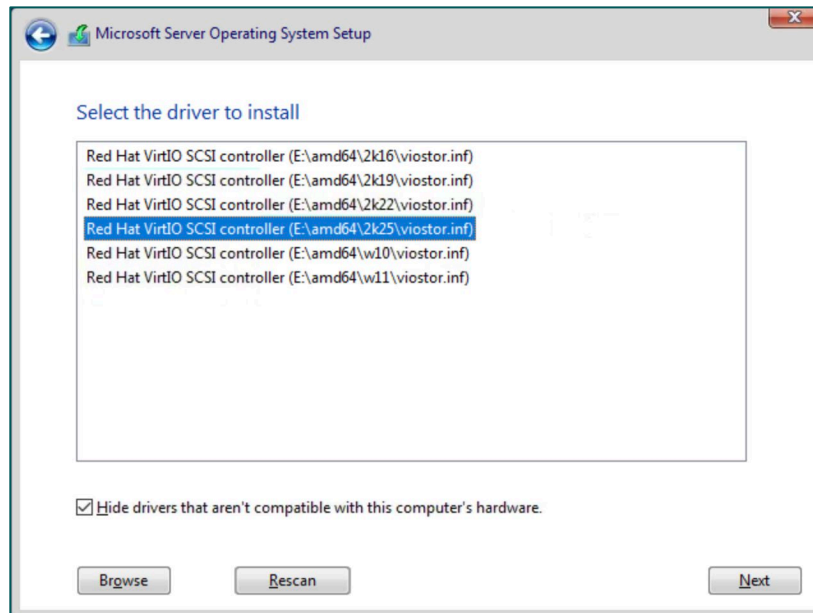 Microsoft Server Operating System Setup
Select the driver to install
Red Hat VirtIO SCSI controller (E:\amd64\2k16\viostor.inf)
Red Hat VirtIO SCSI controller (E:\amd64\2k19\viostor.inf)
Red Hat VirtIO SCSI controller (E:\amd64\2k22\viostor.inf)
Red Hat VirtIO SCSI controller (E:\amd64\2k25\viostor.inf)
Red Hat VirtIO SCSI controller (E:\amd64\w10\viostor.inf)
Red Hat VirtIO SCSI controller (E:\amd64\w11\viostor.inf)
Hide drivers that aren't compatible with this computer's hardware.
Browse Rescan Next